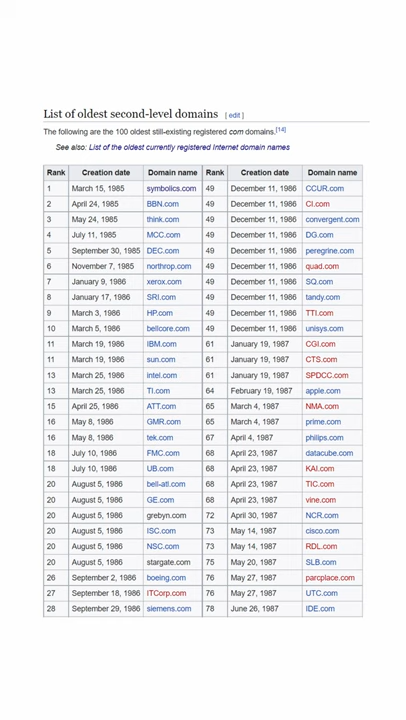 List of oldest second-level domains [ edit ]
The following are the 100 oldest still-existing registered com domains.[14]
See also: List of the oldest currently registered Internet domain names
Rank Creation date Domain name Rank Creation date Domain name
1 March 15, 1985 symbolics.com 49 December 11, 1986 CCUR.com
2 April 24, 1985 BBN.com 49 December 11, 1986 CI.com
3 May 24, 1985 think.com 49 December 11, 1986 convergent.com
4 July 11, 1985 MCC.com 49 December 11, 1986 DG.com
5 September 30, 1985 DEC.com 49 December 11, 1986 peregrine.com
6 November 7, 1985 northrop.com 49 December 11, 1986 quad.com
7 January 9, 1986 xerox.com 49 December 11, 1986 SQ.com
8 January 17, 1986 SRI.com 49 December 11, 1986 tandy.com
9 March 3, 1986 HP.com 49 December 11, 1986 TTI.com
10 March 5, 1986 bellcore.com 49 December 11, 1986 unisys.com
11 March 19, 1986 IBM.com 61 January 19, 1987 CGI.com
11 March 19, 1986 sun.com 61 January 19, 1987 CTS.com
13 March 25, 1986 intel.com 61 January 19, 1987 SPDCC.com
13 March 25, 1986 TI.com 64 February 19, 1987 apple.com
15 April 25, 1986 ATT.com 65 March 4, 1987 NMA.com
16 May 8, 1986 GMR.com 65 March 4, 1987 prime.com
16 May 8, 1986 tek.com 67 April 4, 1987 philips.com
18 July 10, 1986 FMC.com 68 April 23, 1987 datacube.com
18 July 10, 1986 UB.com 68 April 23, 1987 KAI.com
20 August 5, 1986 bell-atl.com 68 April 23, 1987 TIC.com
20 August 5, 1986 GE.com 68 April 23, 1987 vine.com
20 August 5, 1986 grebyn.com 72 April 30, 1987 NCR.com
20 August 5, 1986 ISC.com 73 May 14, 1987 cisco.com
20 August 5, 1986 NSC.com 73 May 14, 1987 RDL.com
20 August 5, 1986 stargate.com 75 May 20, 1987 SLB.com
26 September 2, 1986 boeing.com 76 May 27, 1987 parcplace.com
27 September 18, 1986 ITCorp.com 76 May 27, 1987 UTC.com
28 September 29, 1986 siemens.com 78 June 26, 1987 IDE.com